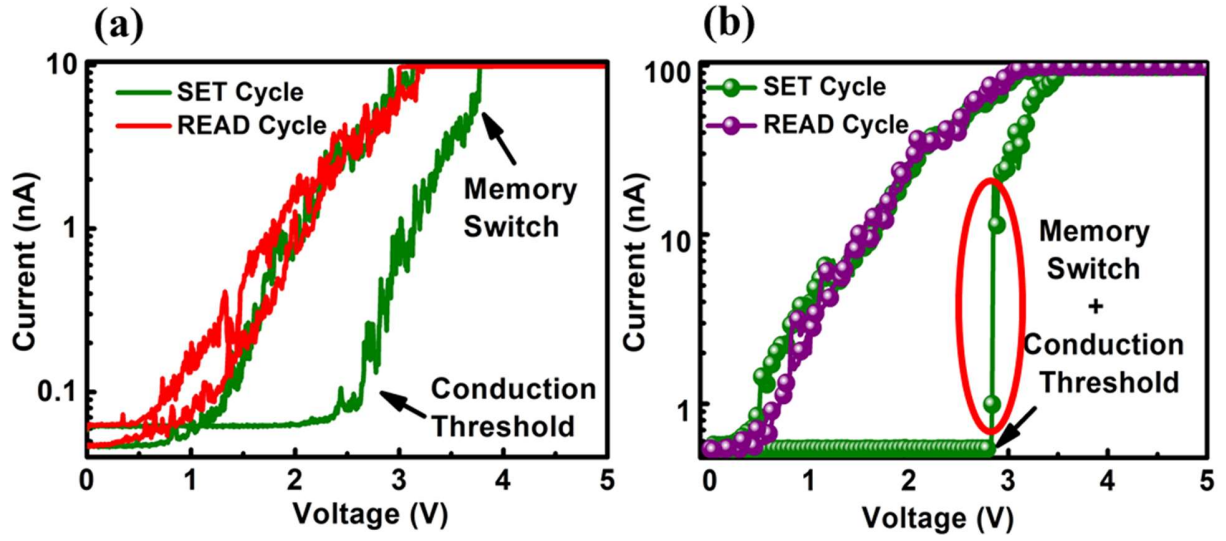 (a)
10
1
0.1
Current (nA)
SET Cycle
READ Cycle
Memory
Switch
Conduction
Threshold
0 1 2 3 4 5
Voltage (V)
(b)
100
10
1
Current (nA)
SET Cycle
READ Cycle
Memory
Switch
+
Conduction
Threshold
0 1 2 3 4 5
Voltage (V)